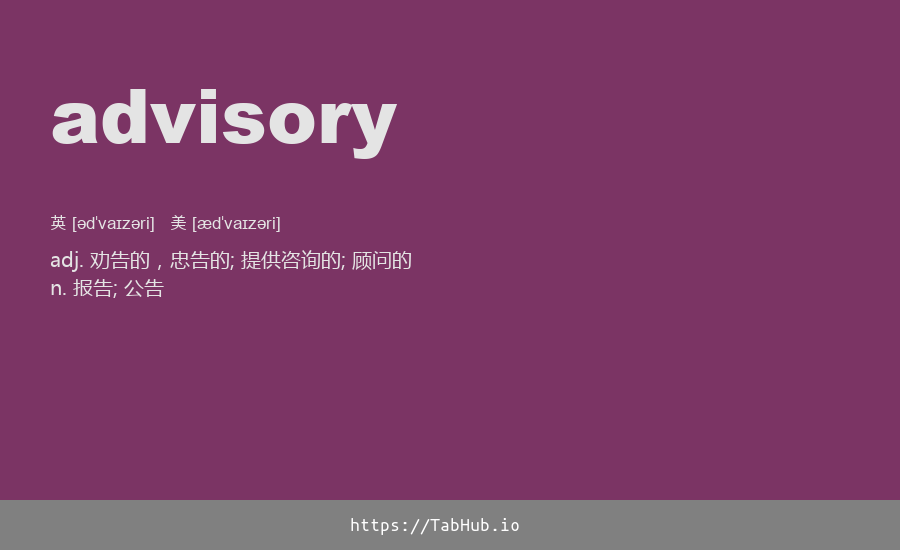 advisory
英 [ədˈvaɪzəri] 美 [ædˈvaɪzəri]
adj. 劝告的，忠告的; 提供咨询的; 顾问的
n. 报告; 公告
https://TabHub.io